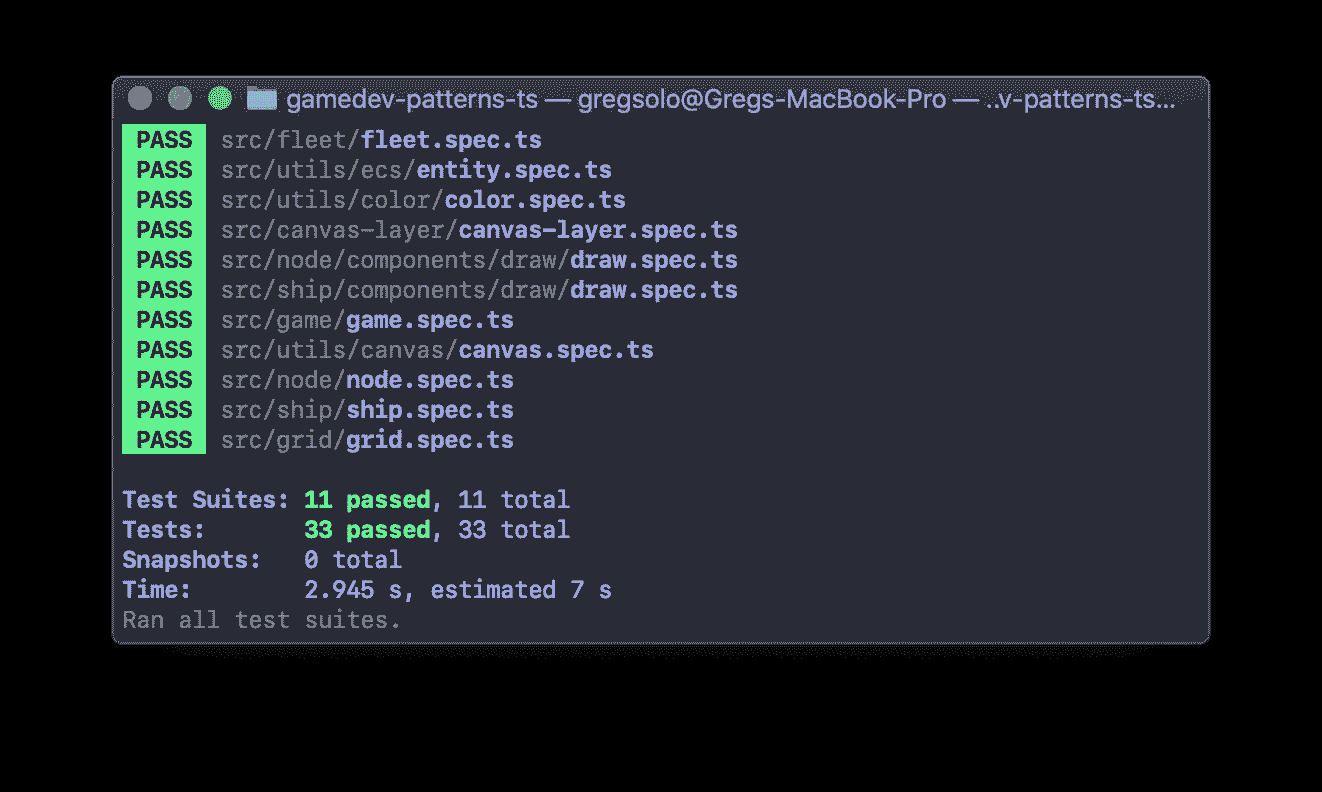 gamedev-patterns-ts — gregsolo@Gregs-MacBook-Pro — ..v-patterns-ts...
PASS src/fleet/fleet.spec.ts
PASS src/utils/ecs/entity.spec.ts
PASS src/utils/color/color.spec.ts
PASS src/canvas-layer/canvas-layer.spec.ts
PASS src/node/components/draw/draw.spec.ts
PASS src/ship/components/draw/draw.spec.ts
PASS src/game/game.spec.ts
PASS src/utils/canvas/canvas.spec.ts
PASS src/node/node.spec.ts
PASS src/ship/ship.spec.ts
PASS src/grid/grid.spec.ts
Test Suites: 11 passed, 11 total
Tests: 33 passed, 33 total
Snapshots: 0 total
Time: 2.945 s, estimated 7 s
Ran all test suites.